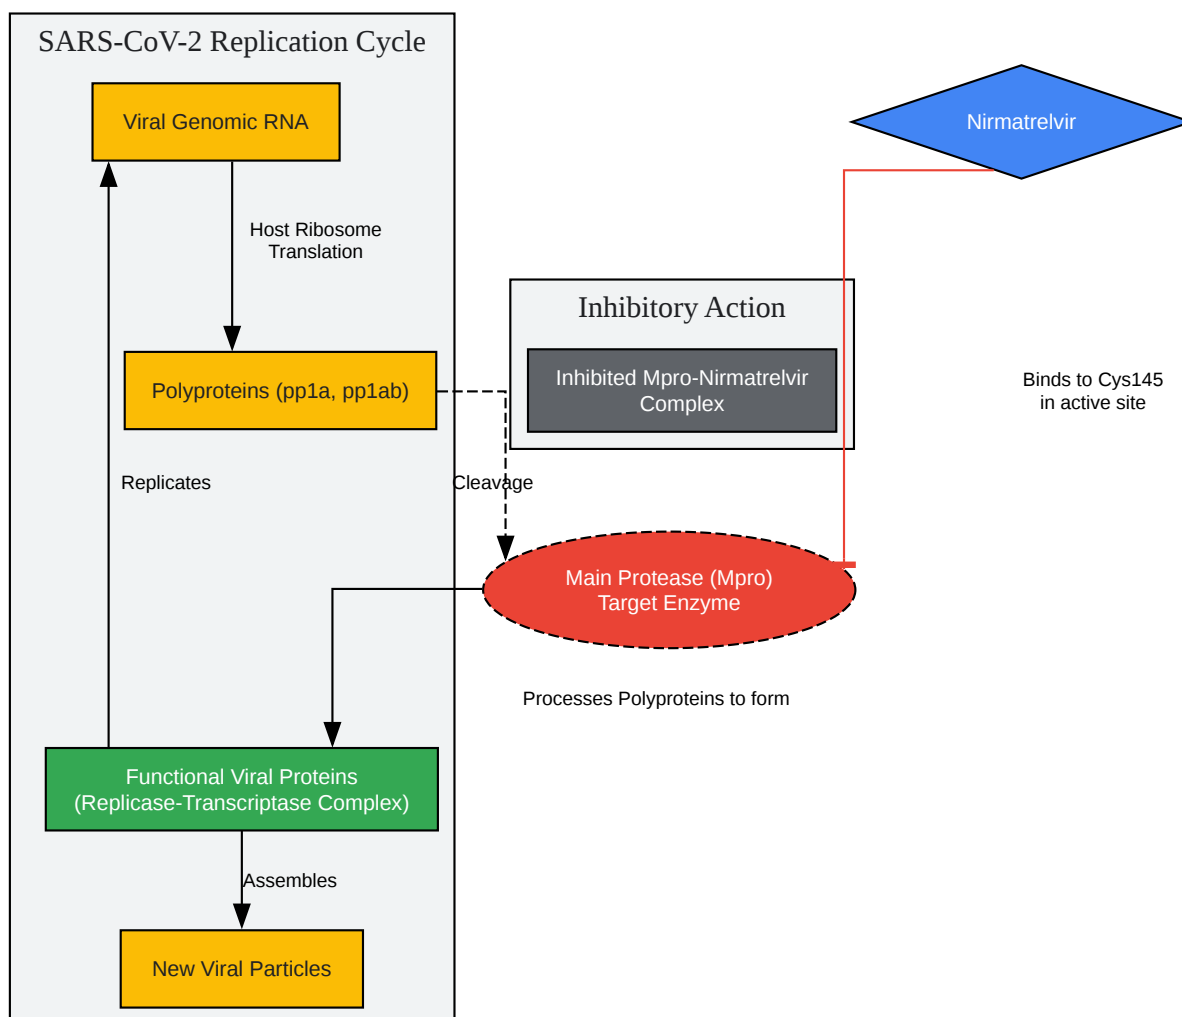 SARS-CoV-2 Replication Cycle
Viral Genomic RNA
Nirmatrelvir
Host Ribosome
Translation
Inhibitory Action
Polyproteins (pp1a, pp1ab)
Inhibited Mpro-Nirmatrelvir
Complex
Binds to Cys145
in active site
Replicates
Cleavage
Main Protease (Mpro)
Target Enzyme
Processes Polyproteins to form
Functional Viral Proteins
(Replicase-Transcriptase Complex)
Assembles
New Viral Particles